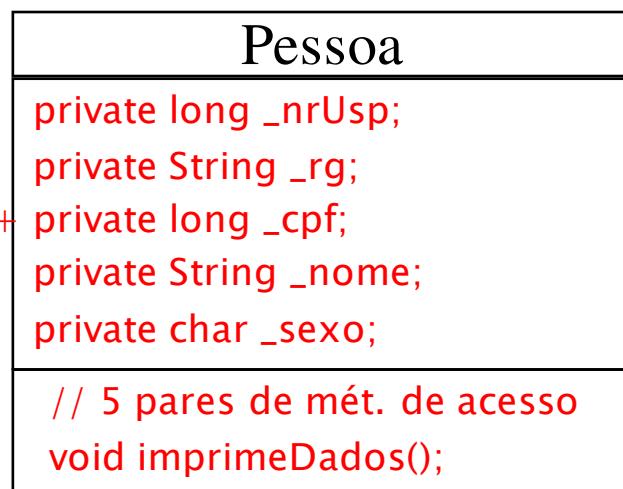 Pessoa
private long _nrUsp;
private String _rg;
+ private long _cpf;
private String _nome;
private char _sexo;
// 5 pares de mét. de acesso
void imprimeDados();